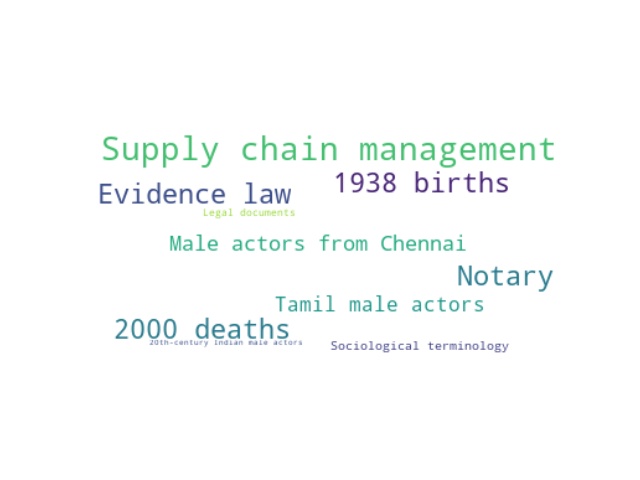 Supply chain management
1938 births
Evidence law
Legal documents
Male actors from Chennai
Notary
Tamil male actors
2000 deaths
20th-century Indian male actors
Sociological terminology